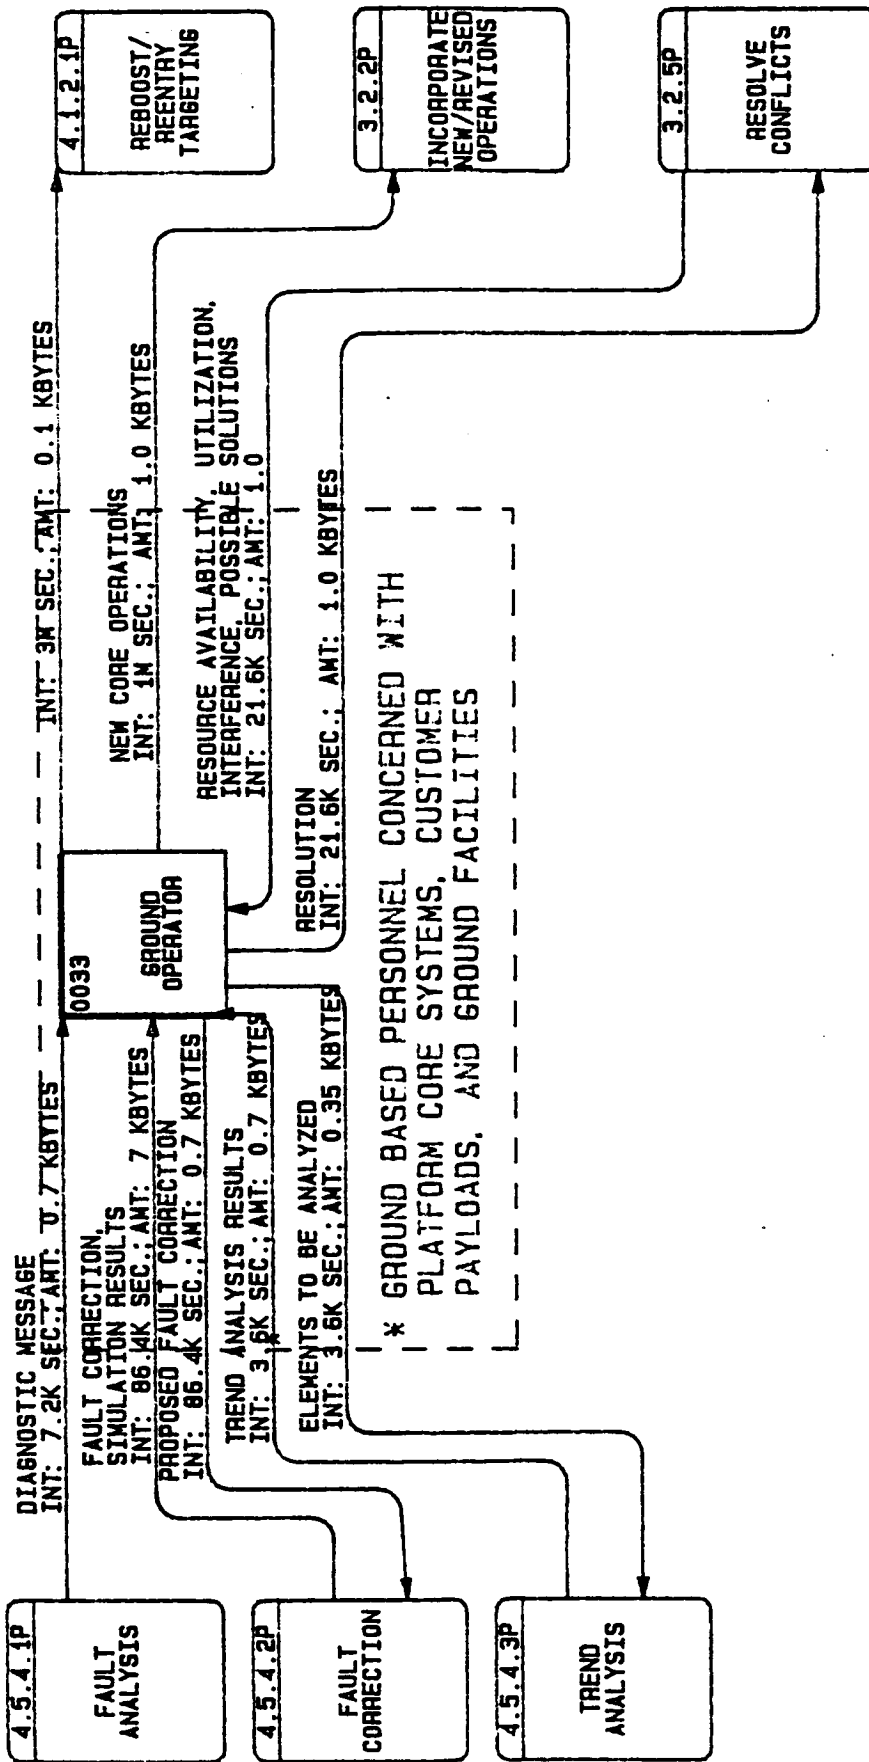 4.5.4.1P
FAULT
ANALYSIS
4.5.4.2P
FAULT
CORRECTION
4.5.4.3P
TREND
ANALYSIS
DIAGNOSTIC MESSAGE
INT: 7.2K SEC.; AMT: 0.7 KBYTES
FAULT CORRECTION,
SIMULATION RESULTS
INT: 86.4K SEC.; AMT: 7 KBYTES
PROPOSED FAULT CORRECTION
INT: 86.4K SEC.; AMT: 0.7 KBYTES
TREND ANALYSIS RESULTS
INT: 3.6K SEC.; AMT: 0.7 KBYTES
ELEMENTS TO BE ANALYZED
INT: 3.6K SEC.; AMT: 0.35 KBYTES
0033
GROUND
OPERATOR
INT: 3M SEC.; AMT: 0.1 KBYTES
NEW CORE OPERATIONS
INT: 1M SEC.; AMT: 1.0 KBYTES
RESOURCE AVAILABILITY, UTILIZATION,
INTERFERENCE, POSSIBLE SOLUTIONS
INT: 21.6K SEC.; AMT: 1.0
RESOLUTION
INT: 21.6K SEC.; AMT: 1.0 KBYTES
* GROUND BASED PERSONNEL CONCERNED WITH
PLATFORM CORE SYSTEMS, CUSTOMER
PAYLOADS, AND GROUND FACILITIES
4.1.2.1P
REBOOST/
REENTRY
TARGETING
3.2.2P
INCORPORATE
NEW/REVISED
OPERATIONS
3.2.5P
RESOLVE
CONFLICTS